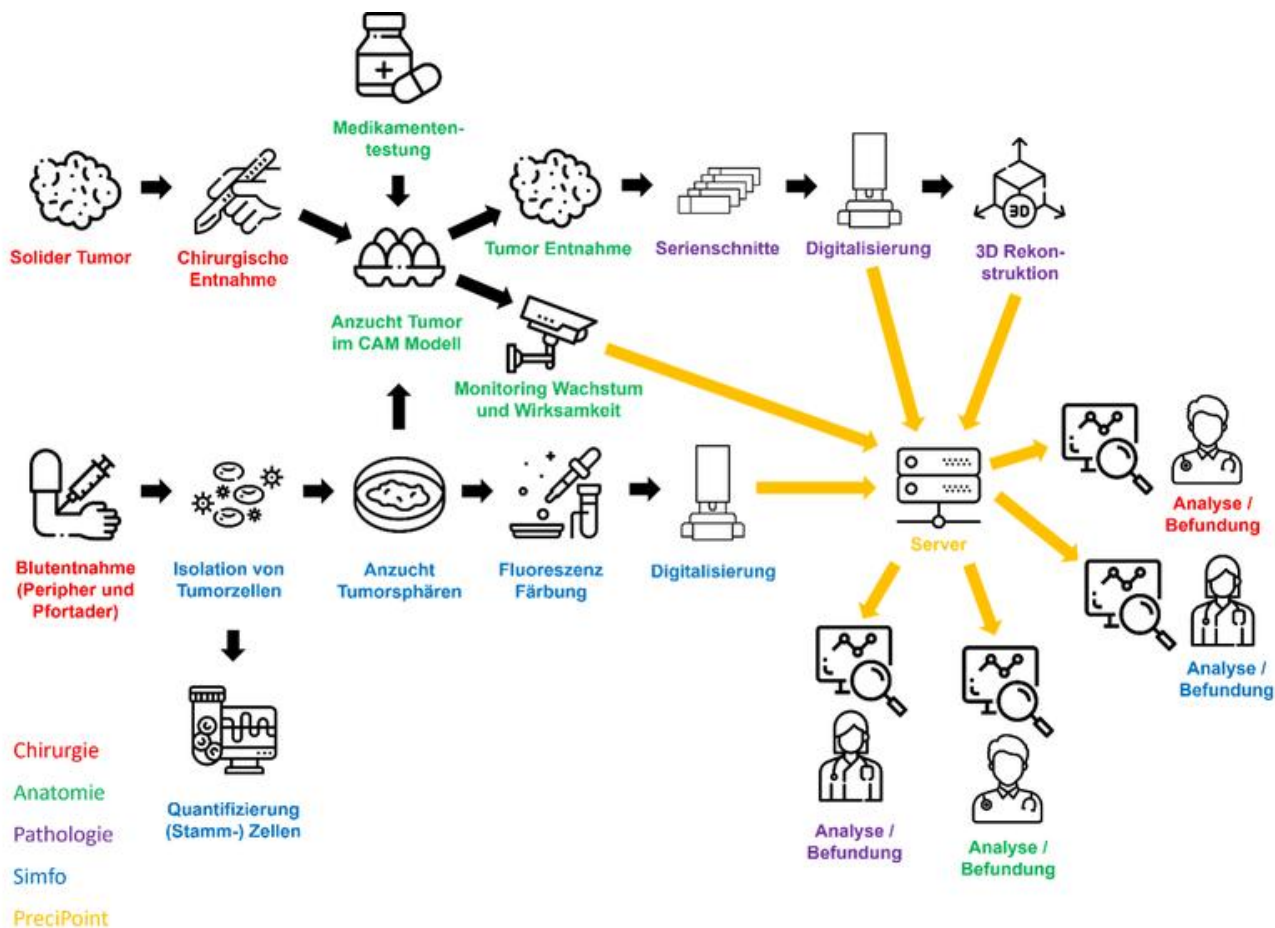 Medikamenten-
testung
Solider Tumor
Chirurgische
Entnahme
Anzucht Tumor
im CAM Modell
Tumor Entnahme
Serienschnitte
Digitalisierung
3D
3D Rekon-
struktion
Monitoring Wachstum
und Wirksamkeit
Blutentnahme
(Peripher und
Pfortader)
Isolation von
Tumorzellen
Anzucht
Tumorsphären
Fluoreszenz
Färbung
Digitalisierung
Server
Analyse /
Befundung
Analyse /
Befundung
Quantifizierung
(Stamm-) Zellen
Analyse /
Befundung
Analyse /
Befundung
Chirurgie
Anatomie
Pathologie
Simfo
PreciPoint